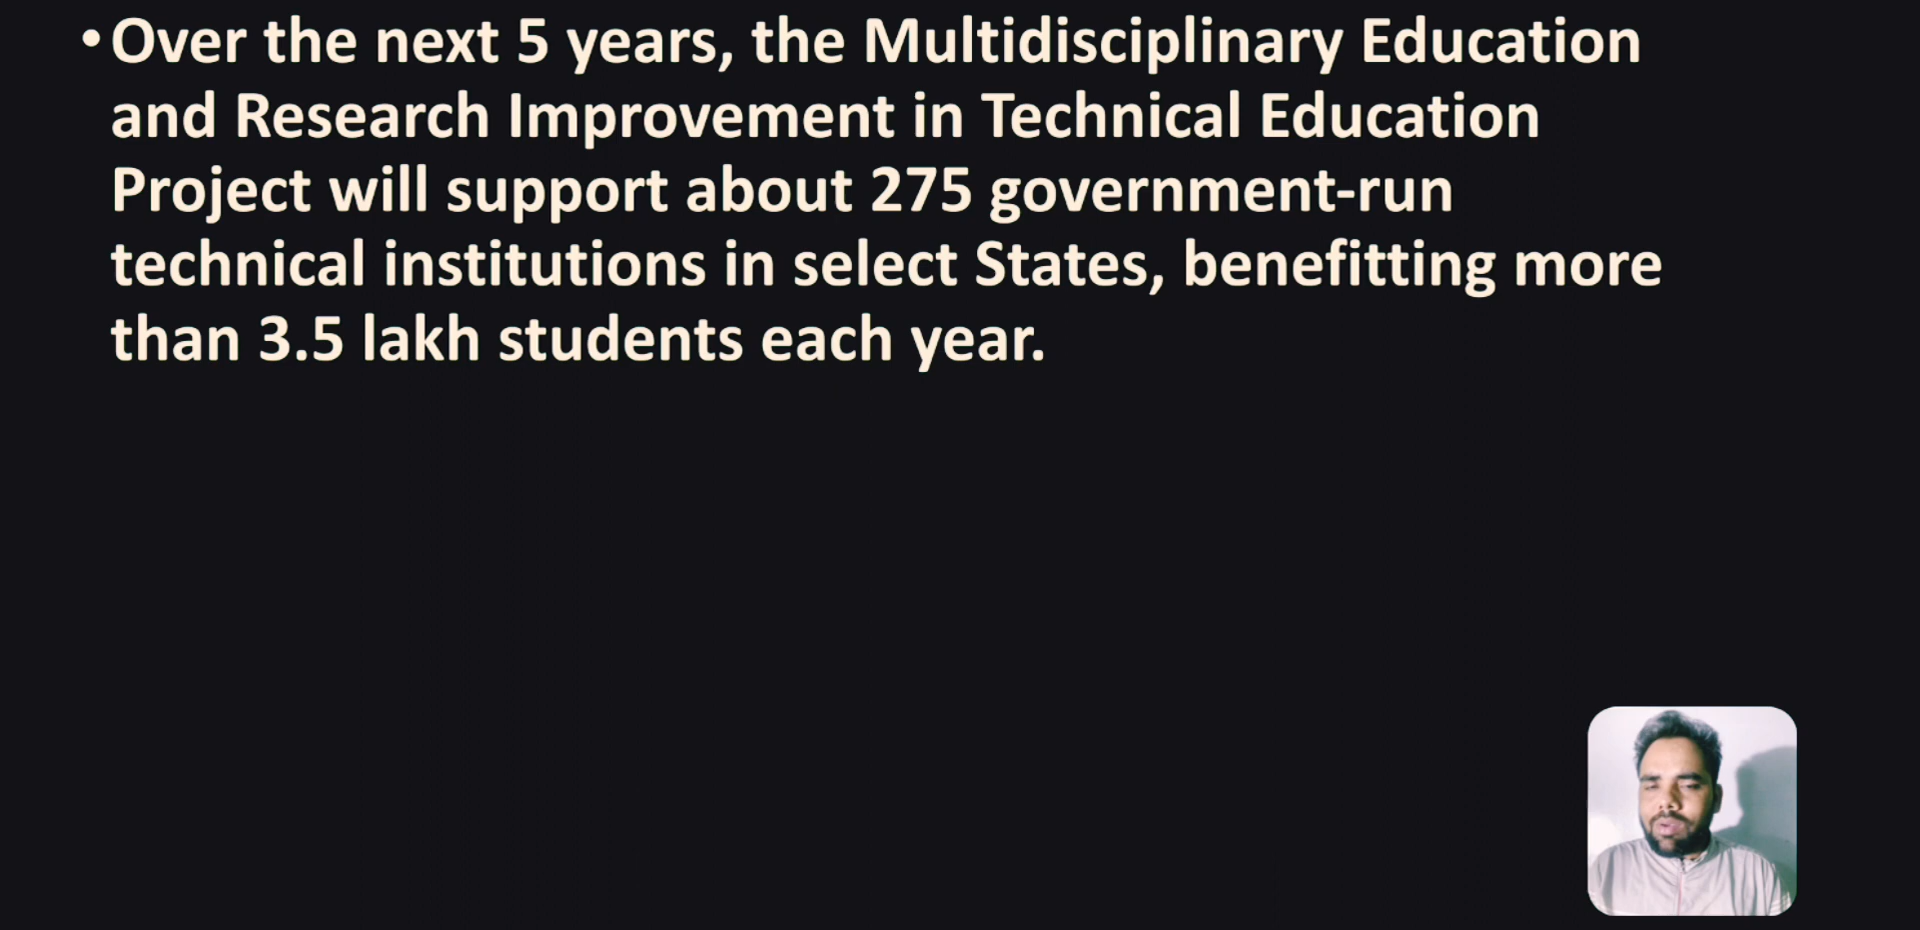 •Over the next 5 years, the Multidisciplinary Education
and Research Improvement in Technical Education
Project will support about 275 government-run
technical institutions in select States, benefitting more
than 3.5 lakh students each year.